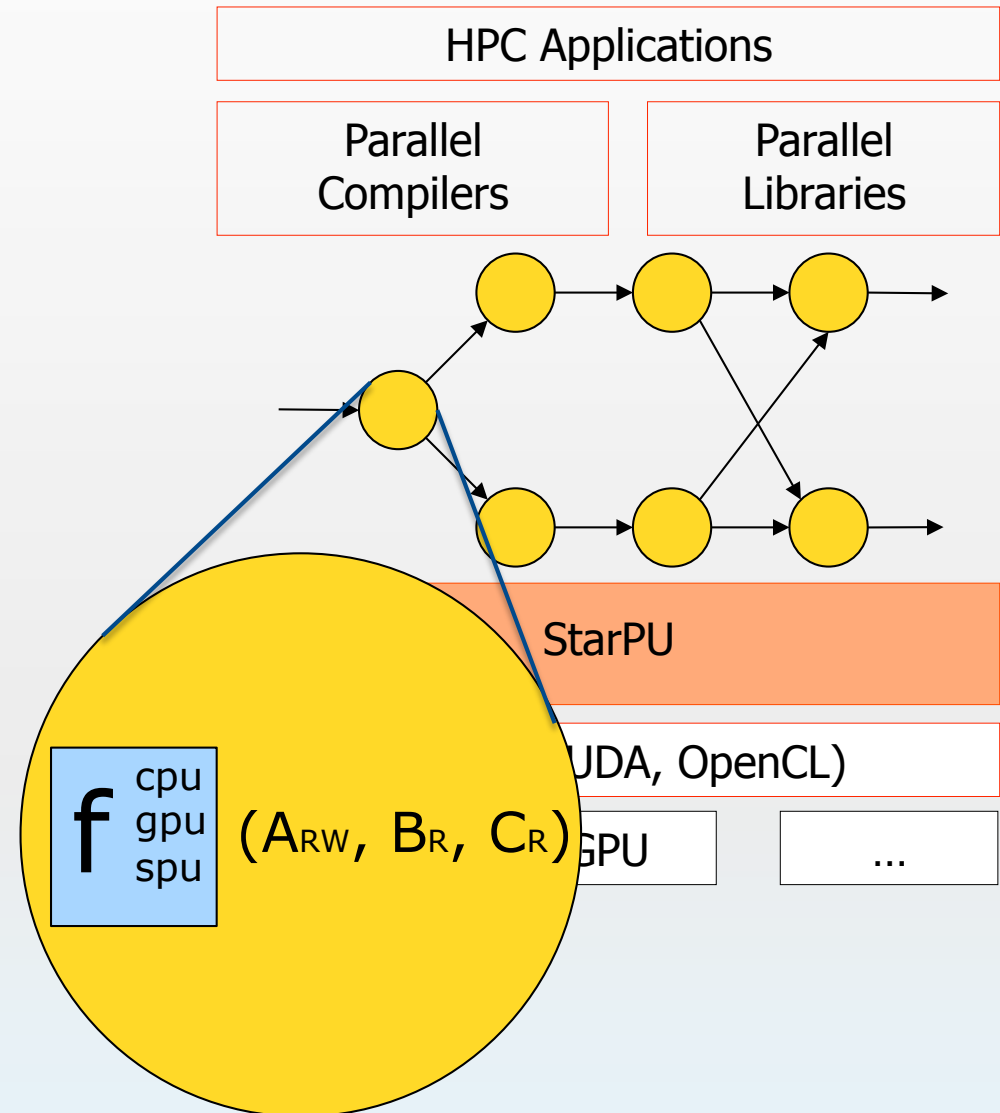 HPC Applications
Parallel
Compilers
Parallel
Libraries
StarPU
UDA, OpenCL)
f cpu
gpu
spu
(ARW, BR, CR)
GPU
...